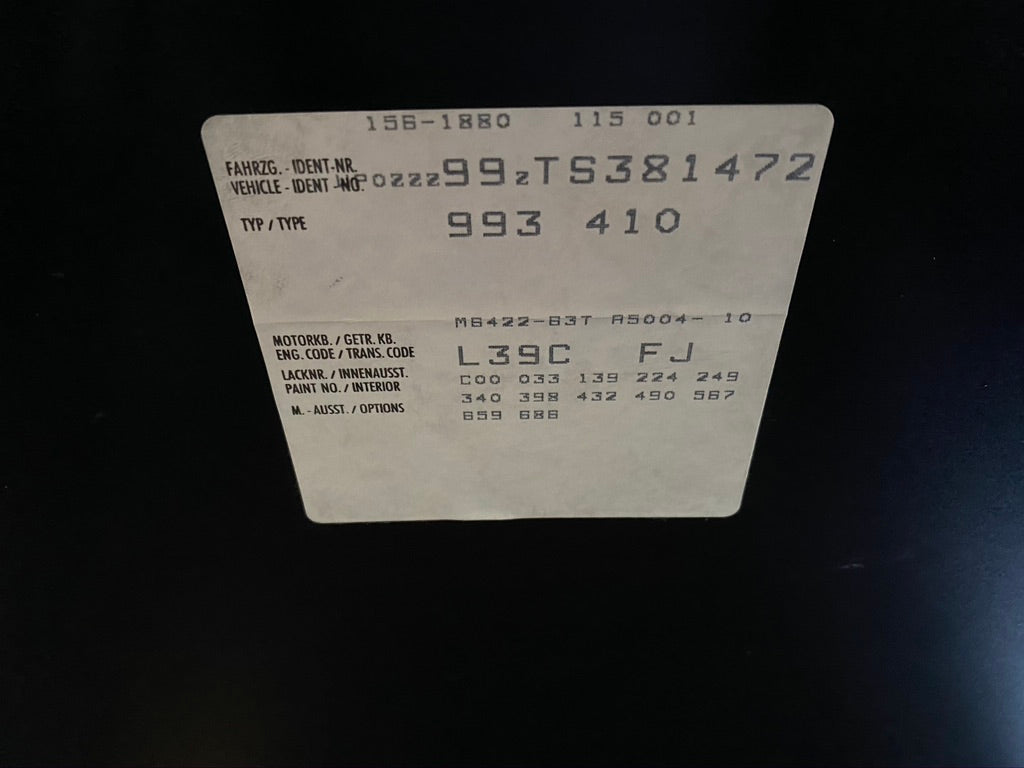 156-1880 115 001
FAHRZG. - IDENT-NR.
VEHICLE - IDENT -NO. WP0ZZZ99ZTS381472
TYP / TYPE 993 410
M6422-63T A5004- 10
MOTORKB. / GETR. KB.
ENG. CODE / TRANS. CODE L39C FJ
LACKNR. / INNENAUSST. C00 033 139 224 249
PAINT NO. / INTERIOR 340 398 432 490 567
M. - AUSST. / OPTIONS 659 686